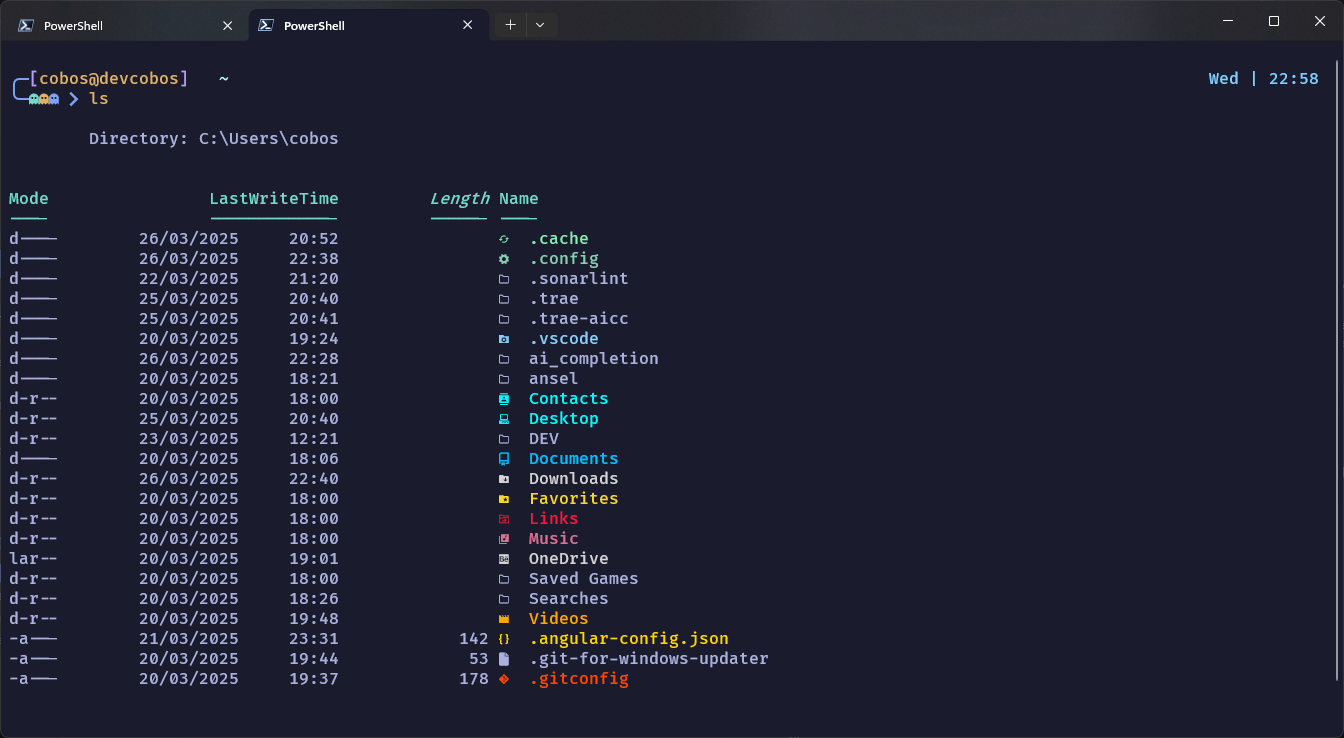 PowerShell
PowerShell
[cobos@devcobos] ~ Wed | 22:58
ls
Directory: C:\Users\cobos
Mode LastWriteTime Length Name
---- ------------- ------ ----
d---- 26/03/2025 20:52 .cache
d---- 26/03/2025 22:38 .config
d---- 22/03/2025 21:20 .sonarlint
d---- 25/03/2025 20:40 .trae
d---- 25/03/2025 20:41 .trae-aicc
d---- 20/03/2025 19:24 .vscode
d---- 26/03/2025 22:28 ai_completion
d---- 20/03/2025 18:21 ansel
d-r-- 20/03/2025 18:00 Contacts
d-r-- 25/03/2025 20:40 Desktop
d-r-- 23/03/2025 12:21 DEV
d---- 20/03/2025 18:06 Documents
d-r-- 26/03/2025 22:40 Downloads
d-r-- 20/03/2025 18:00 Favorites
d-r-- 20/03/2025 18:00 Links
d-r-- 20/03/2025 18:00 Music
lar-- 20/03/2025 19:01 OneDrive
d-r-- 20/03/2025 18:00 Saved Games
d-r-- 20/03/2025 18:26 Searches
d-r-- 20/03/2025 19:48 Videos
-a--- 21/03/2025 23:31 142 {} .angular-config.json
-a--- 20/03/2025 19:44 53 .git-for-windows-updater
-a--- 20/03/2025 19:37 178 .gitconfig